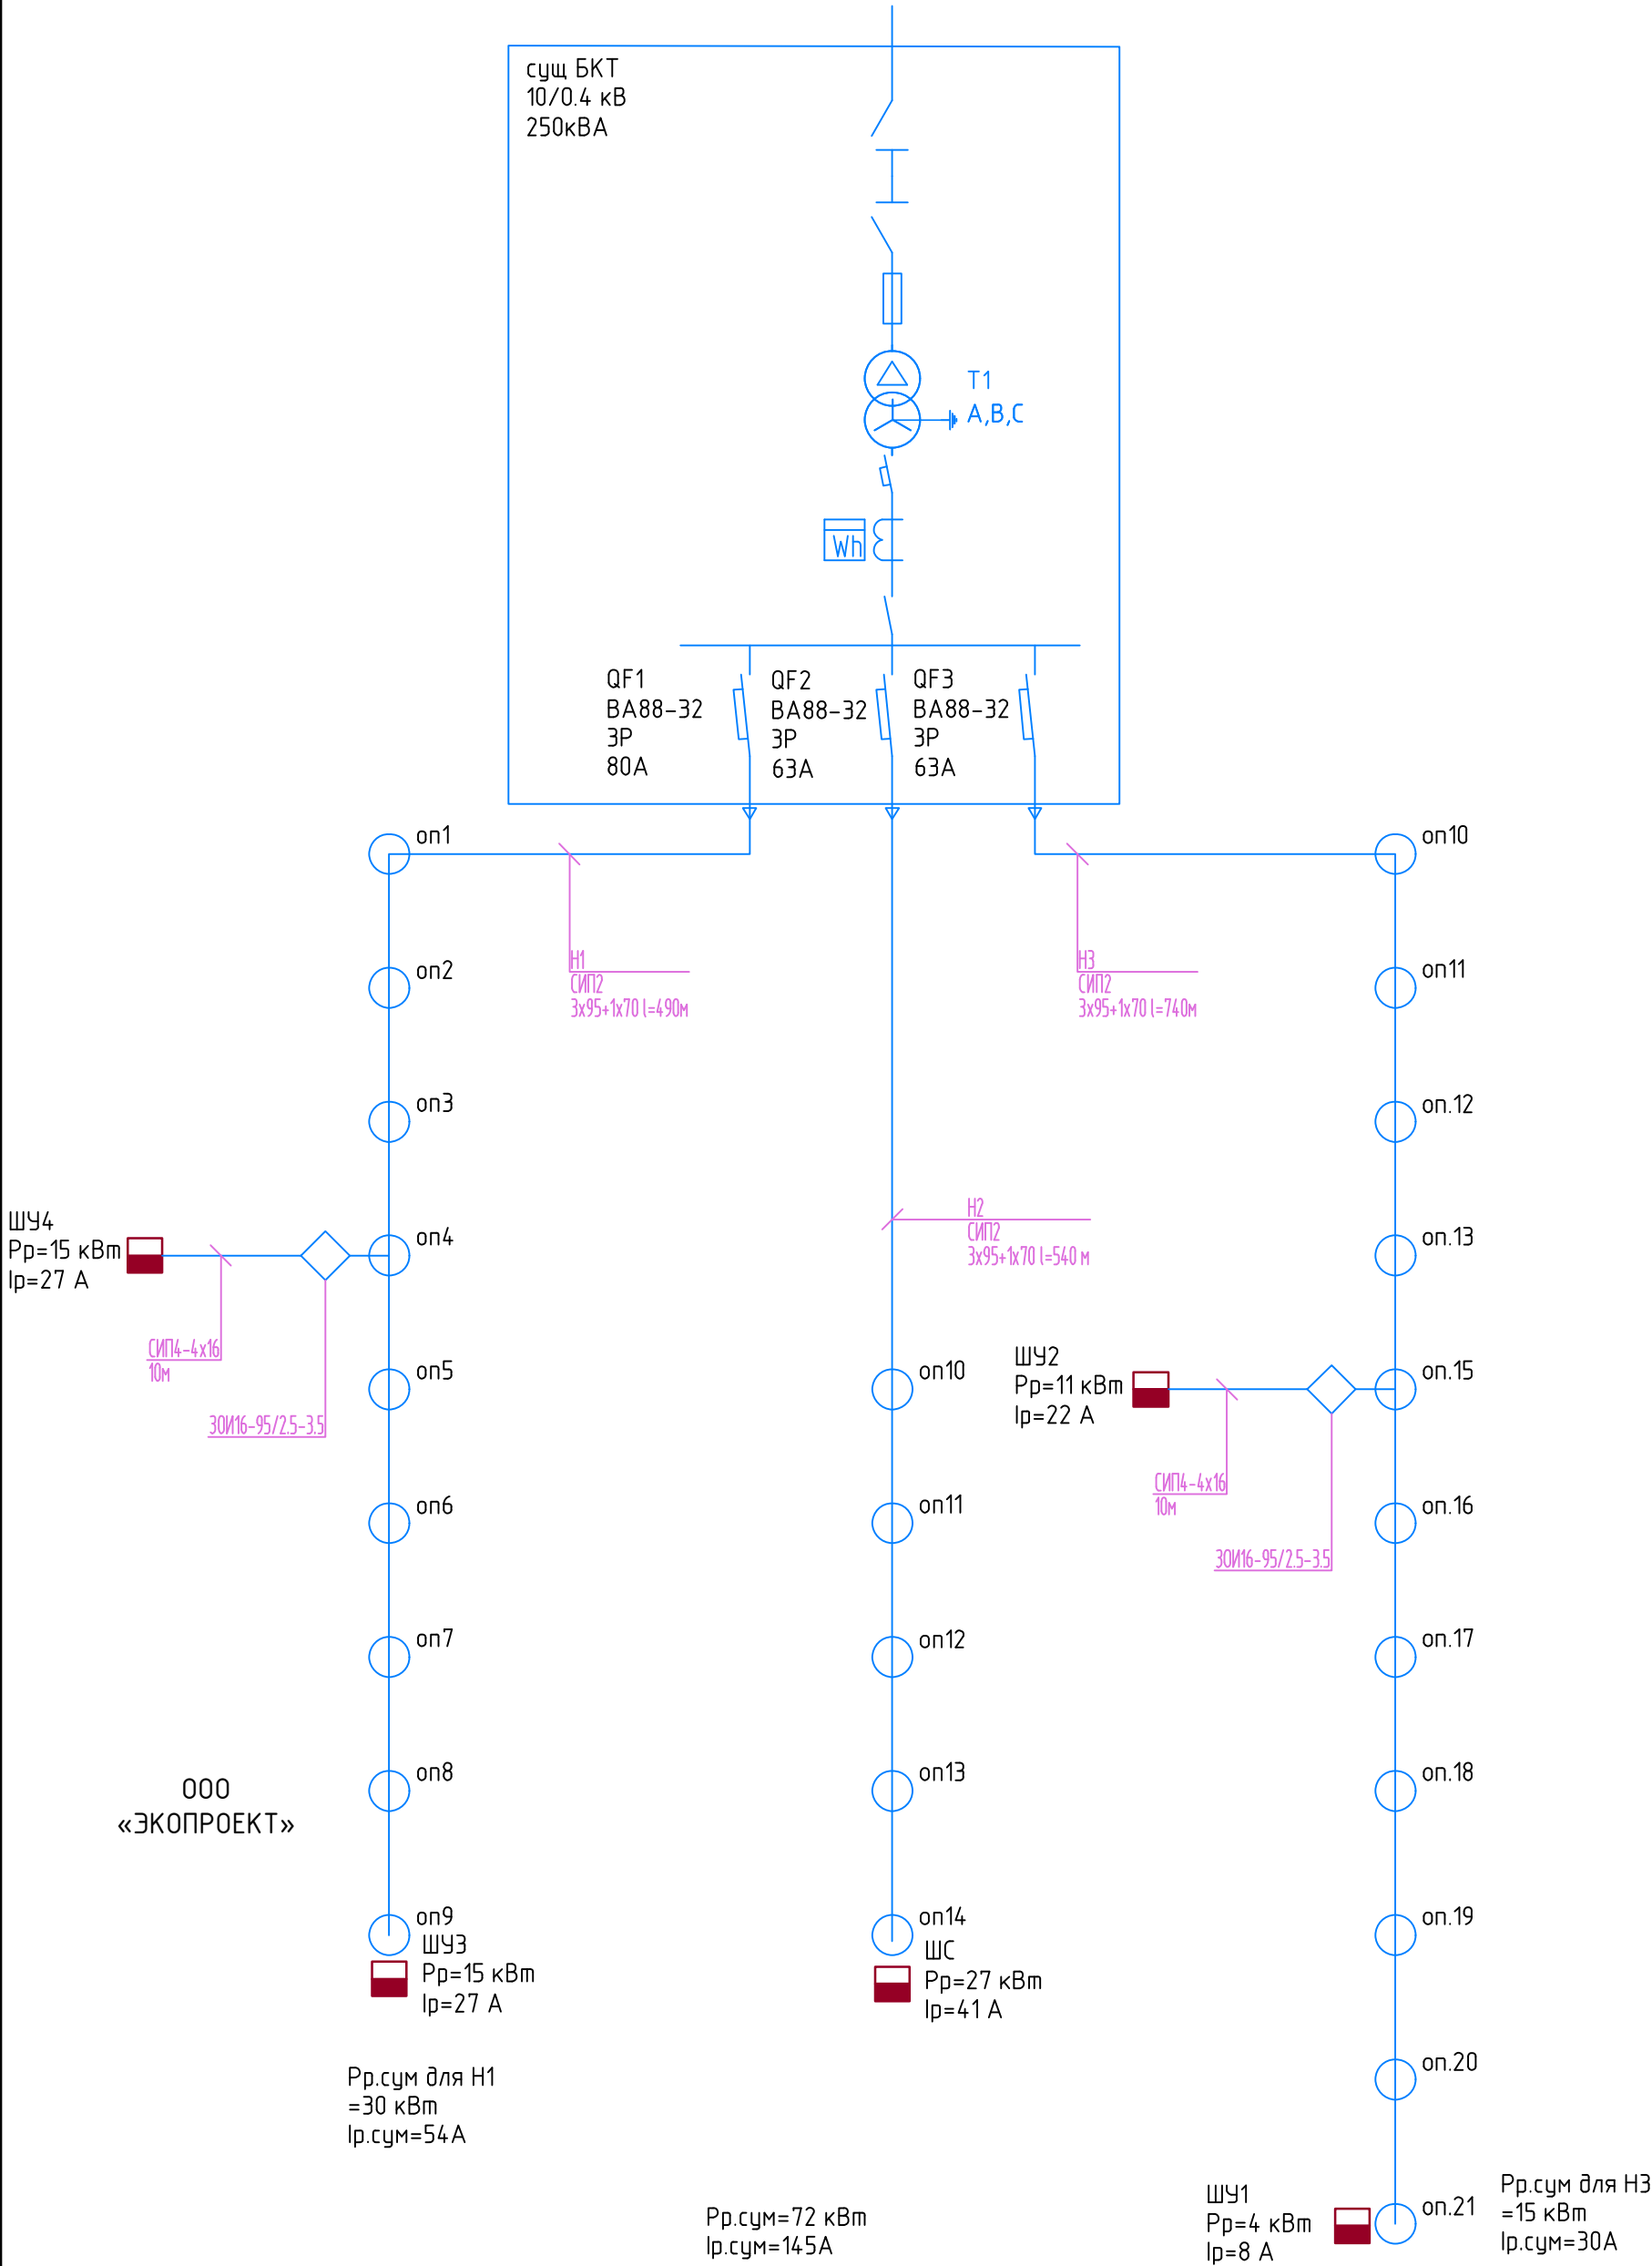 сущ БКТ
10/0.4 кВ
250кВА
Т1
А,В,С
Wh
QF1
ВА88-32
3Р
80А
QF2
ВА88-32
3Р
63А
QF3
ВА88-32
3Р
63А
оп1
оп2
оп3
оп4
оп5
оп6
оп7
оп8
оп9
Н1
СИП2
3х95+1х70 l=490м
ШУ4
Рр=15 кВт
Iр=27 А
СИП4-4х16
10м
ЗОИ16-95/2.5-3.5
ООО
«ЭКОПРОЕКТ»
ШУ3
Рр=15 кВт
Iр=27 А
Рр.сум для Н1
=30 кВт
Iр.сум=54А
Н2
СИП2
3х95+1х70 l=540 м
оп10
оп11
оп12
оп13
оп14
ШС
Рр=27 кВт
Iр=41 А
Рр.сум=72 кВт
Iр.сум=145А
Н3
СИП2
3х95+1х70 l=740м
оп10
оп11
оп.12
оп.13
оп.15
оп.16
оп.17
оп.18
оп.19
оп.20
оп.21
ШУ2
Рр=11 кВт
Iр=22 А
СИП4-4х16
10м
ЗОИ16-95/2.5-3.5
ШУ1
Рр=4 кВт
Iр=8 А
Рр.сум для Н3
=15 кВт
Iр.сум=30А